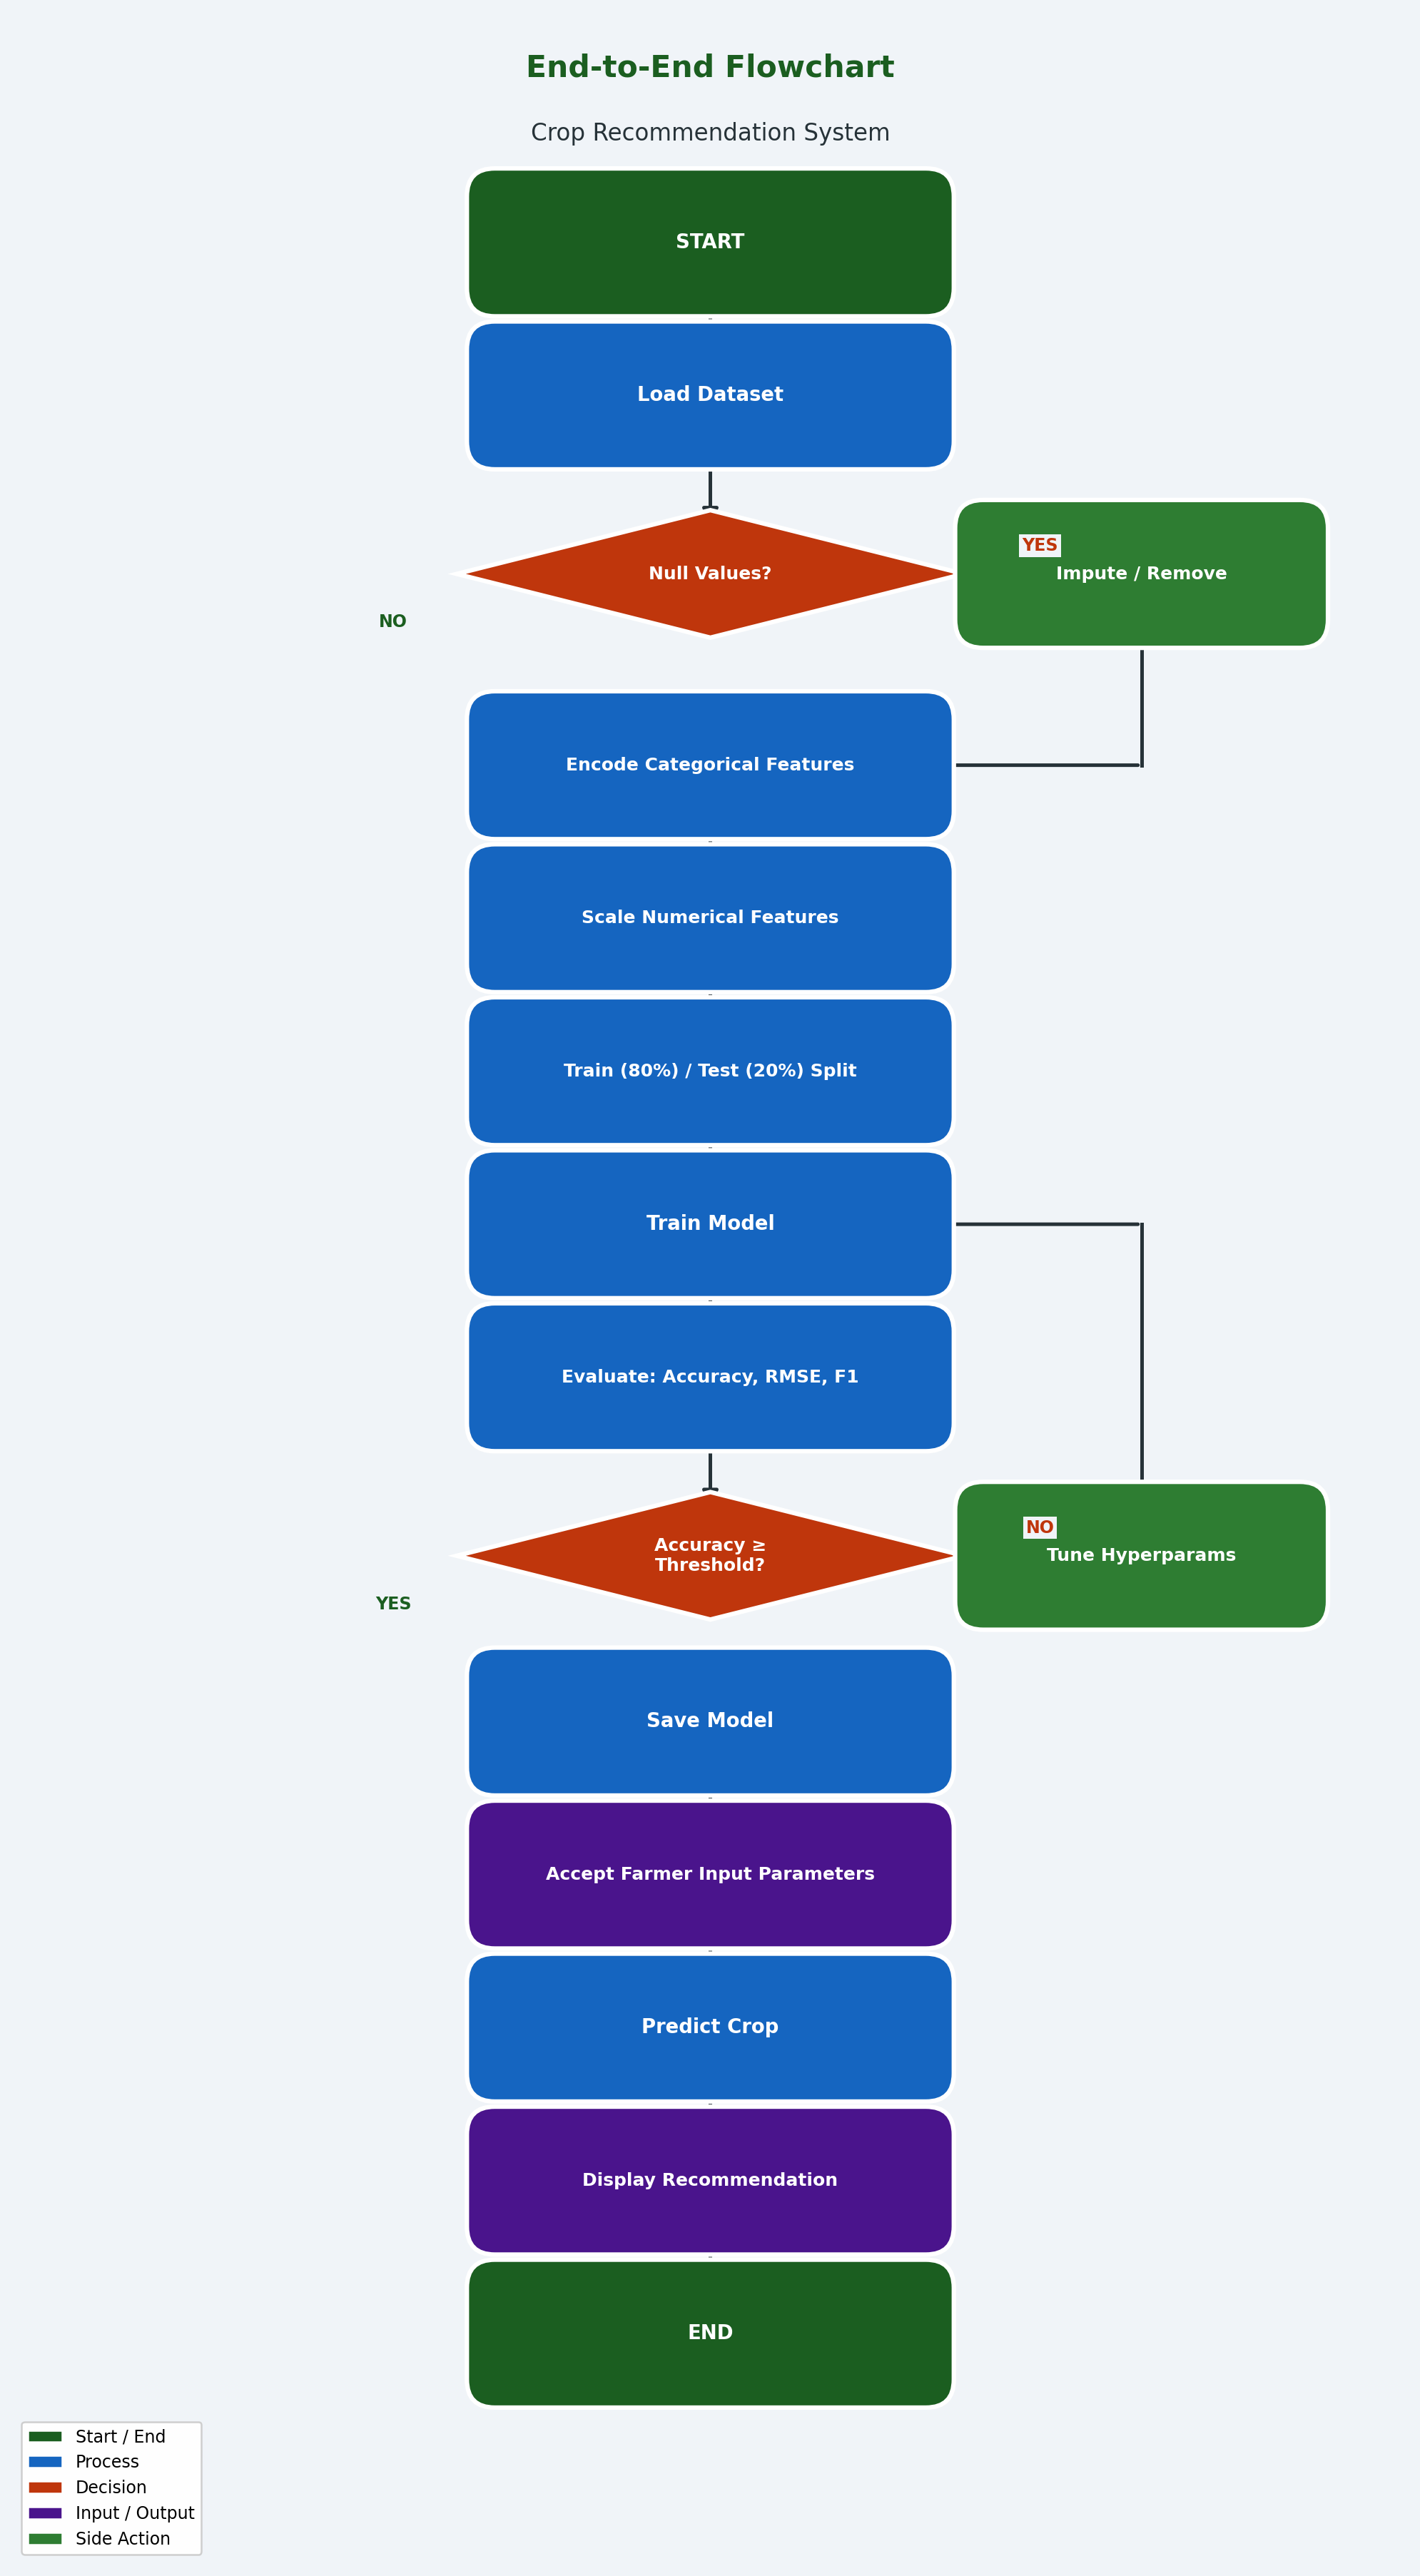 End-to-End Flowchart
Crop Recommendation System
START
Load Dataset
Null Values?
YES
Impute / Remove
NO
Encode Categorical Features
Scale Numerical Features
Train (80%) / Test (20%) Split
Train Model
Evaluate: Accuracy, RMSE, F1
Accuracy ≥
Threshold?
NO
Tune Hyperparams
YES
Save Model
Accept Farmer Input Parameters
Predict Crop
Display Recommendation
END
Start / End
Process
Decision
Input / Output
Side Action